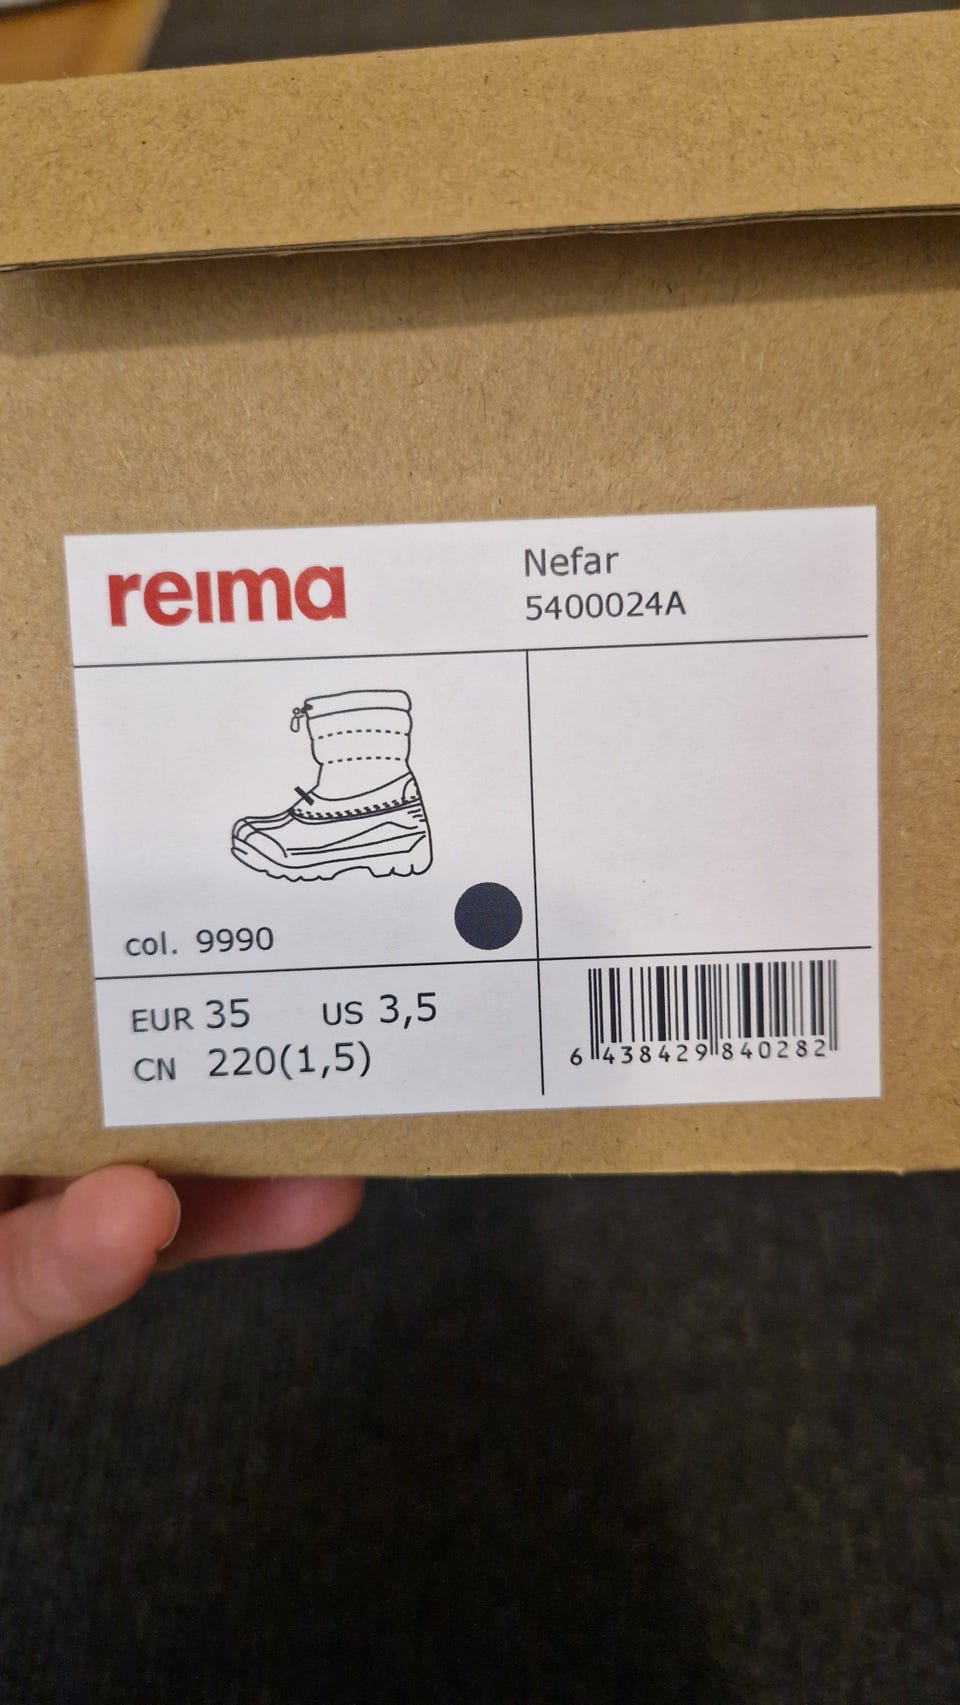 reima
Nefar
5400024A
col. 9990
EUR 35 US 3,5
CN 220(1,5)
6 438429 840282